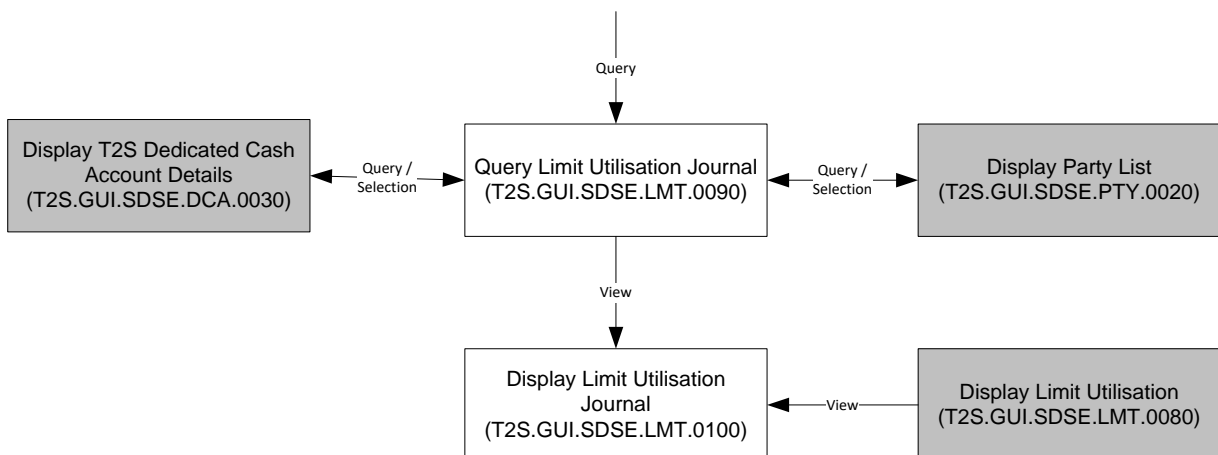 Query
Display T2S Dedicated Cash
Account Details
(T2S.GUI.SDSE.DCA.0030)
Query /
Selection
Query Limit Utilisation Journal
(T2S.GUI.SDSE.LMT.0090)
Query /
Selection
Display Party List
(T2S.GUI.SDSE.PTY.0020)
View
Display Limit Utilisation
Journal
(T2S.GUI.SDSE.LMT.0100)
View
Display Limit Utilisation
(T2S.GUI.SDSE.LMT.0080)